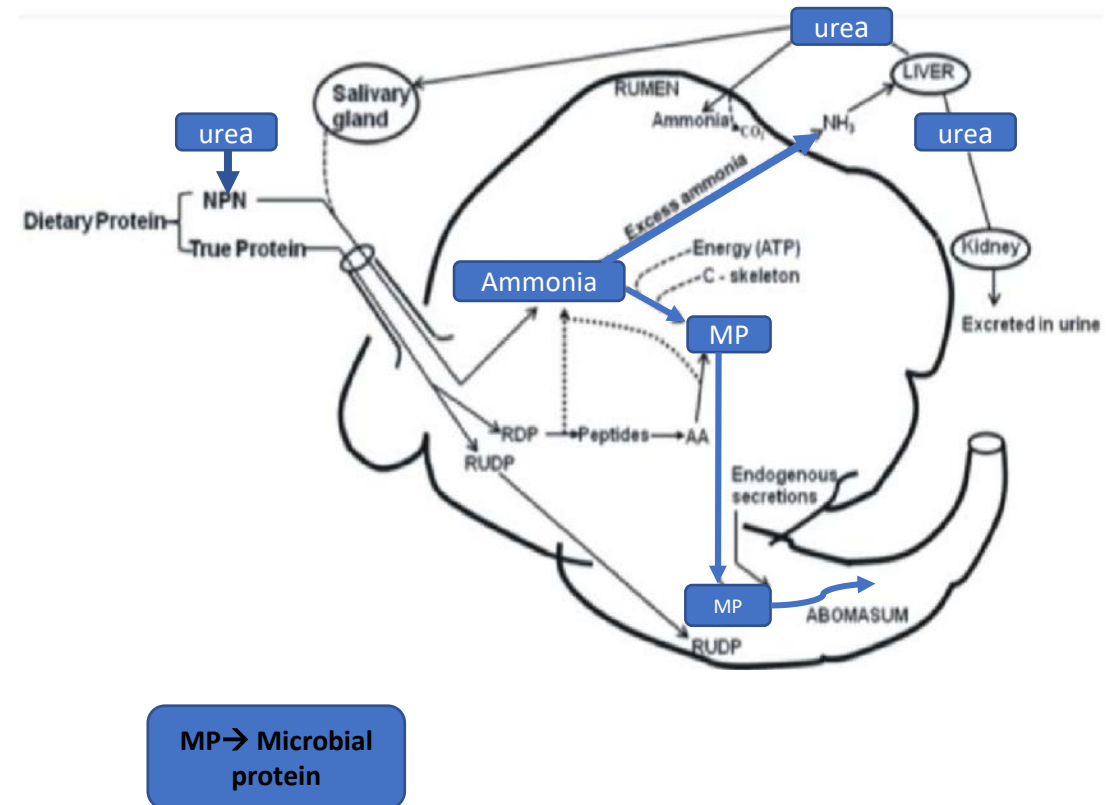 urea
LIVER
RUMEN
Salivary
gland
Ammonia
CO₂
NH₃
urea
urea
NPN
Dietary Protein
True Protein
Excess ammonia
Energy (ATP)
C - skeleton
Kidney
Ammonia
MP
Excreted in urine
RDP
Peptides
AA
RUDP
Endogenous
secretions
MP
ABOMASUM
RUDP
MP→ Microbial
protein